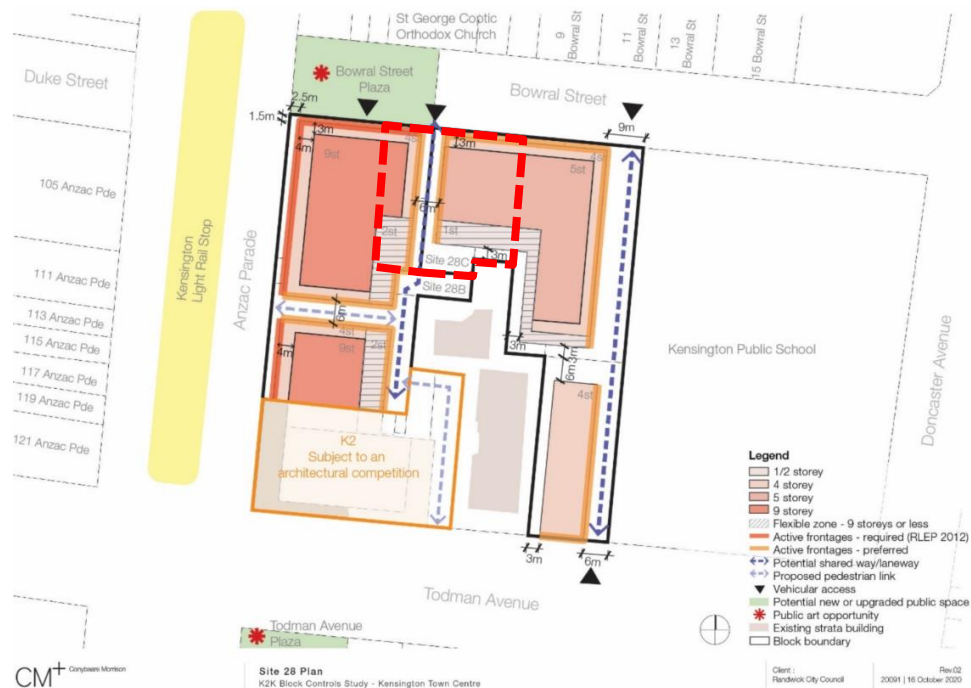 St George Coptic
Orthodox Church
9
Bowral St
11
Bowral St
13
Bowral St
15 Bowral St
Duke Street
Bowral Street
Plaza
Bowral Street
2.5m
1.5m
3m
4m
9st
4st
3m
4st
5st
9m
6m
2st
1st
3m
Site 28C
Site 28B
105 Anzac Pde
111 Anzac Pde
113 Anzac Pde
115 Anzac Pde
117 Anzac Pde
119 Anzac Pde
121 Anzac Pde
Kensington
Light Rail Stop
Anzac Parade
6m
4st
9st
2st
4m
3m
3m
6m
4st
Kensington Public School
Doncaster Avenue
K2
Subject to an
architectural competition
3m
6m
Todman Avenue
Todman Avenue
Plaza
Legend
1/2 storey
4 storey
5 storey
9 storey
Flexible zone - 9 storeys or less
Active frontages - required (RLEP 2012)
Active frontages - preferred
Potential shared way/laneway
Proposed pedestrian link
Vehicular access
Potential new or upgraded public space
Public art opportunity
Existing strata building
Block boundary
CM+ Conybeare Morrison
Site 28 Plan
K2K Block Controls Study - Kensington Town Centre
Client :
Randwick City Council
Rev.02
20091 | 16 October 2020